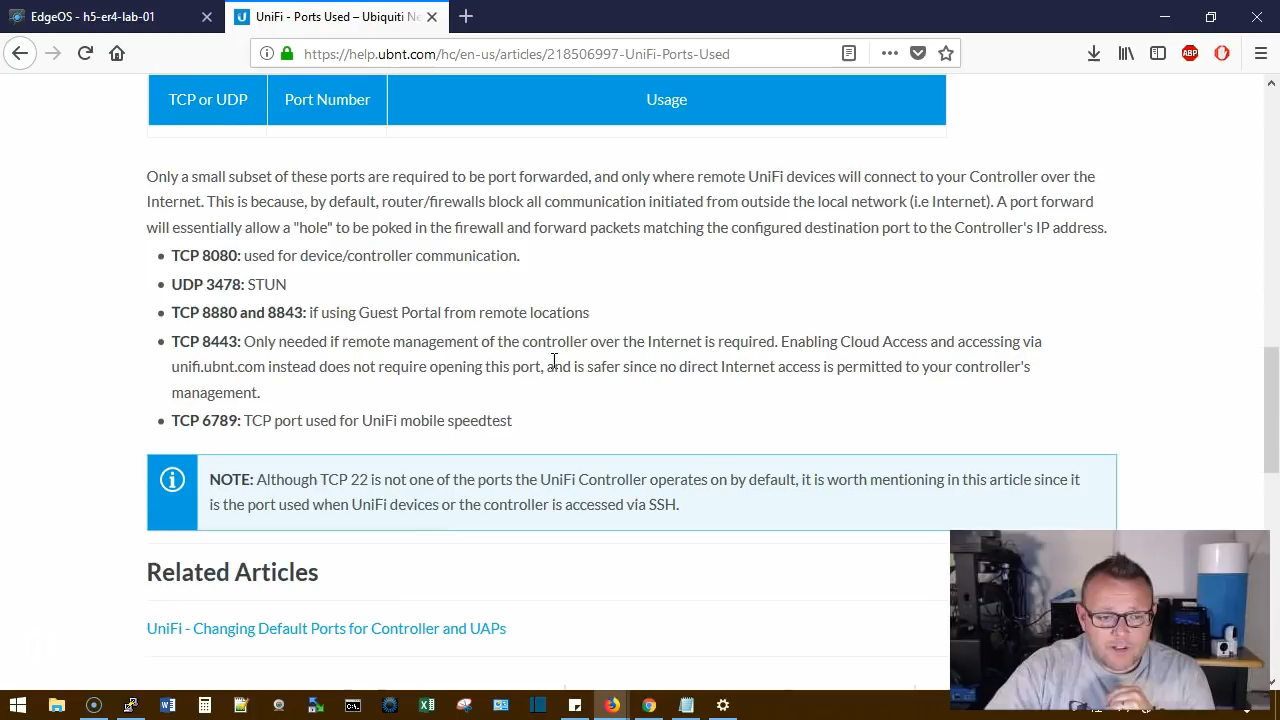 EdgeOS - h5-er4-lab-01
UniFi - Ports Used – Ubiquiti Ne
https://help.ubnt.com/hc/en-us/articles/218506997-UniFi-Ports-Used
ABP
TCP or UDP Port Number Usage
Only a small subset of these ports are required to be port forwarded, and only where remote UniFi devices will connect to your Controller over the
Internet. This is because, by default, router/firewalls block all communication initiated from outside the local network (i.e Internet). A port forward
will essentially allow a "hole" to be poked in the firewall and forward packets matching the configured destination port to the Controller's IP address.
TCP 8080: used for device/controller communication.
UDP 3478: STUN
TCP 8880 and 8843: if using Guest Portal from remote locations
TCP 8443: Only needed if remote management of the controller over the Internet is required. Enabling Cloud Access and accessing via
unifi.ubnt.com instead does not require opening this port, and is safer since no direct Internet access is permitted to your controller's
management.
TCP 6789: TCP port used for UniFi mobile speedtest
NOTE: Although TCP 22 is not one of the ports the UniFi Controller operates on by default, it is worth mentioning in this article since it
is the port used when UniFi devices or the controller is accessed via SSH.
Related Articles
UniFi - Changing Default Ports for Controller and UAPs